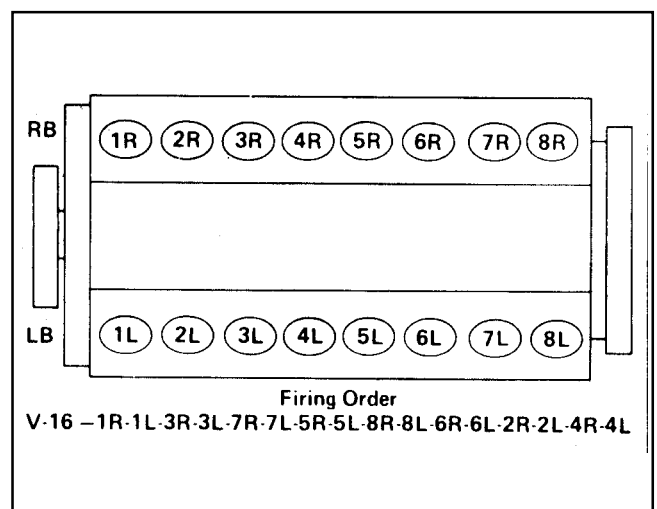 RB
1R 2R 3R 4R 5R 6R 7R 8R
LB
1L 2L 3L 4L 5L 6L 7L 8L
Firing Order
V-16 –1R-1L-3R-3L-7R-7L-5R-5L-8R-8L-6R-6L-2R-2L-4R-4L